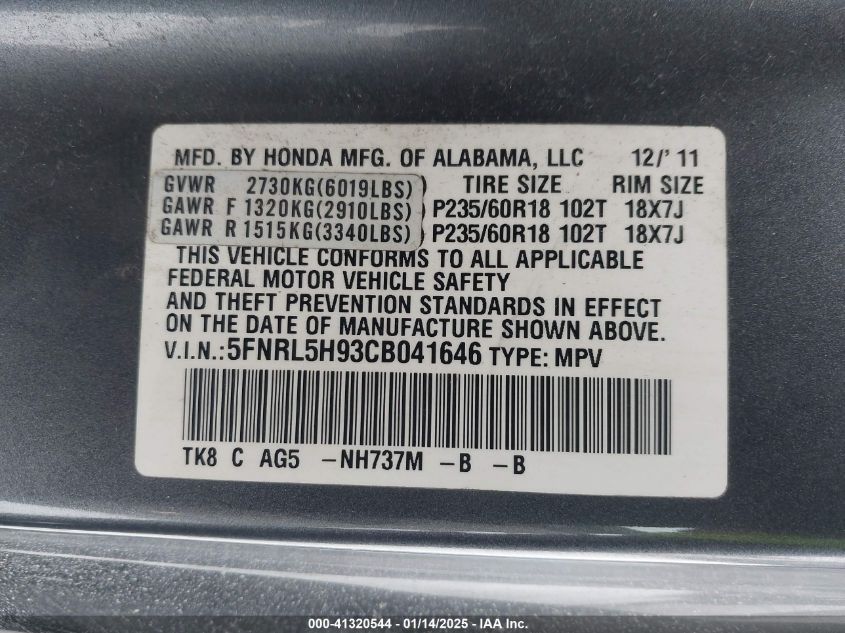 MFD. BY HONDA MFG. OF ALABAMA, LLC 12/'11
GVWR 2730KG(6019LBS) TIRE SIZE RIM SIZE
GAWR F 1320KG(2910LBS) P235/60R18 102T 18X7J
GAWR R 1515KG(3340LBS) P235/60R18 102T 18X7J
THIS VEHICLE CONFORMS TO ALL APPLICABLE
FEDERAL MOTOR VEHICLE SAFETY
AND THEFT PREVENTION STANDARDS IN EFFECT
ON THE DATE OF MANUFACTURE SHOWN ABOVE.
V.I.N.:5FNRL5H93CB041646 TYPE: MPV
TK8 C AG5 -NH737M -B -B
000-41320544 - 01/14/2025 - IAA Inc.